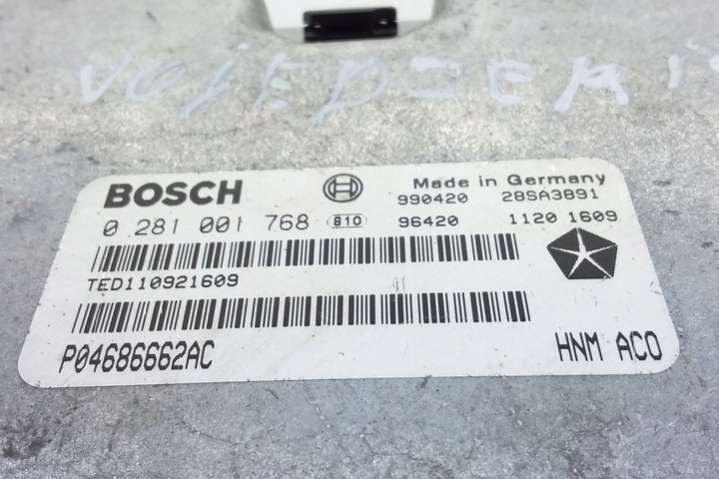 BOSCH Made in Germany
990420 28SA3891
0 281 001 768 810 96420 1120 1609
TED110921609
P04686662AC HNM ACO